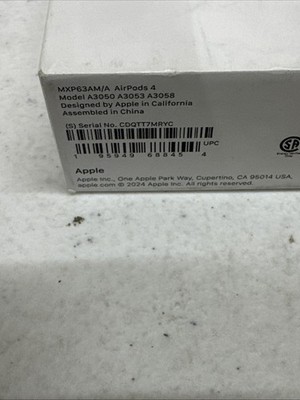 MXP63AM/A AirPods 4
Model A3050 A3053 A3058
Designed by Apple in California
Assembled in China
(S) Serial No. CDQTT7MRYC
UPC
1 95949 68845 4
Apple
Apple Inc., One Apple Park Way, Cupertino, CA 95014 USA,
apple.com © 2024 Apple Inc. All rights reserved.